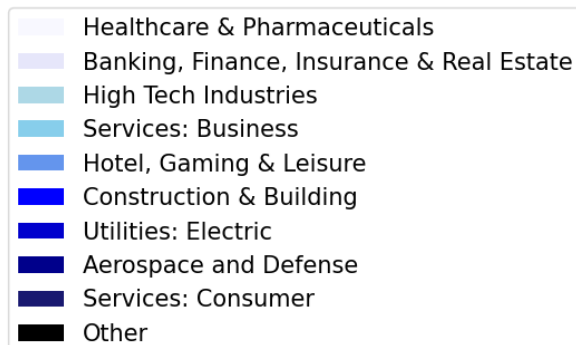 Healthcare & Pharmaceuticals
Banking, Finance, Insurance & Real Estate
High Tech Industries
Services: Business
Hotel, Gaming & Leisure
Construction & Building
Utilities: Electric
Aerospace and Defense
Services: Consumer
Other